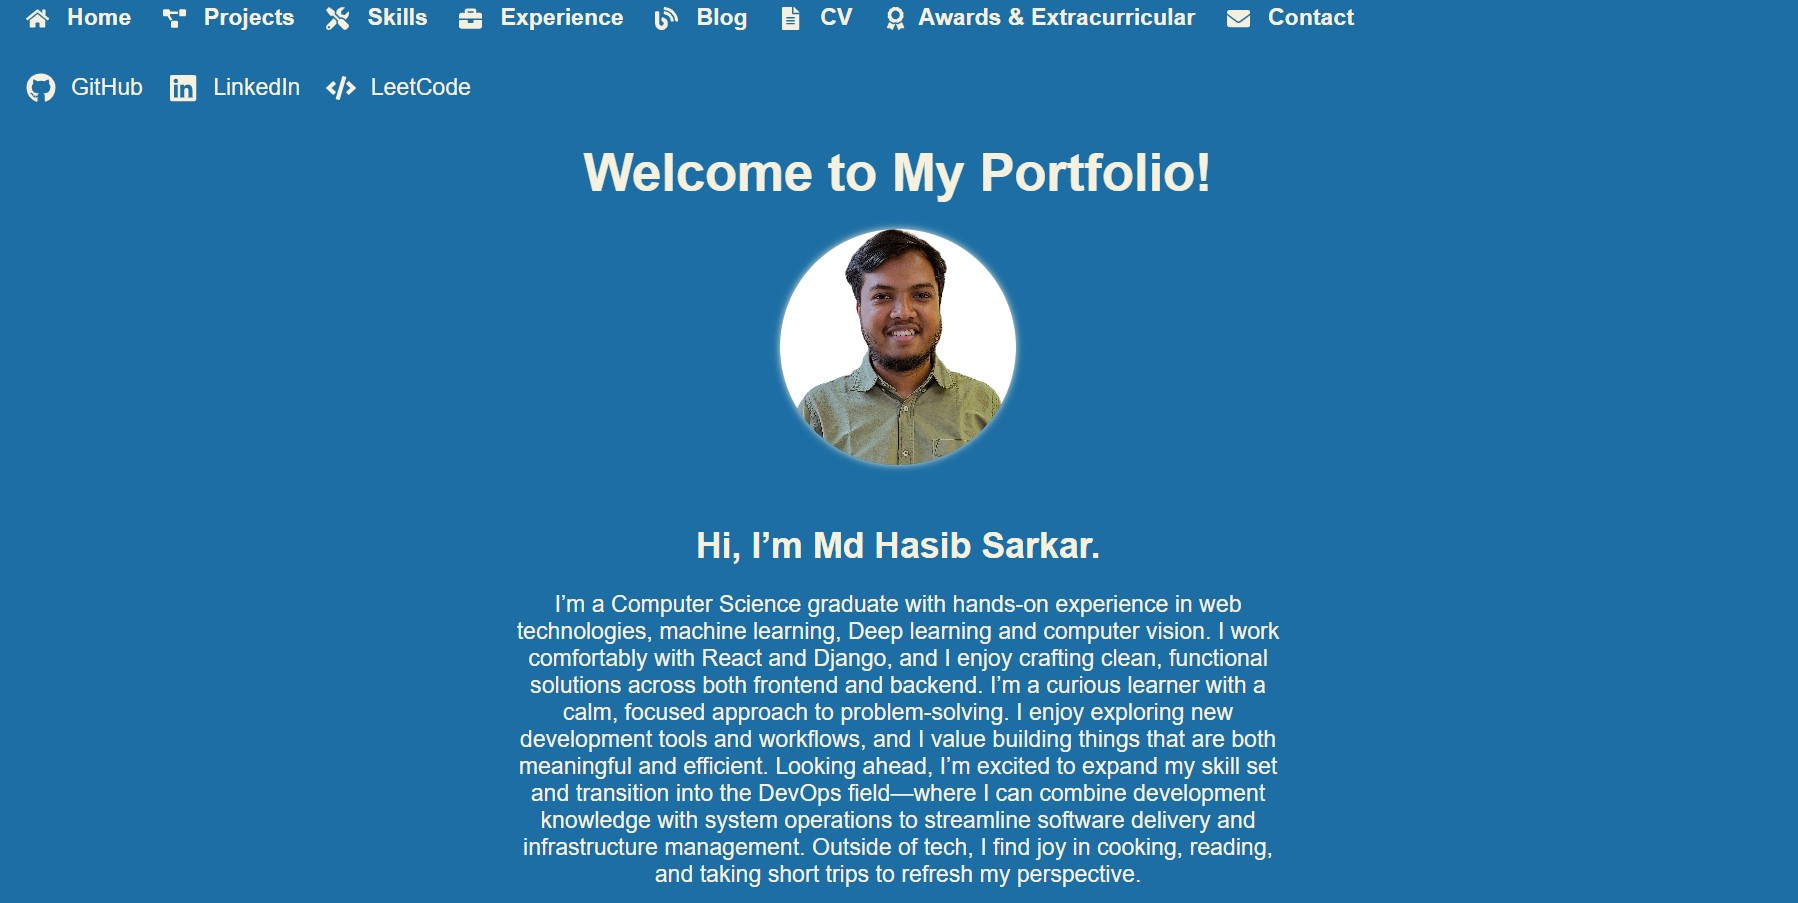 Home Projects Skills Experience Blog CV Awards & Extracurricular Contact
GitHub LinkedIn LeetCode
Welcome to My Portfolio!
Hi, I’m Md Hasib Sarkar.
I’m a Computer Science graduate with hands-on experience in web
technologies, machine learning, Deep learning and computer vision. I work
comfortably with React and Django, and I enjoy crafting clean, functional
solutions across both frontend and backend. I’m a curious learner with a
calm, focused approach to problem-solving. I enjoy exploring new
development tools and workflows, and I value building things that are both
meaningful and efficient. Looking ahead, I’m excited to expand my skill set
and transition into the DevOps field—where I can combine development
knowledge with system operations to streamline software delivery and
infrastructure management. Outside of tech, I find joy in cooking, reading,
and taking short trips to refresh my perspective.